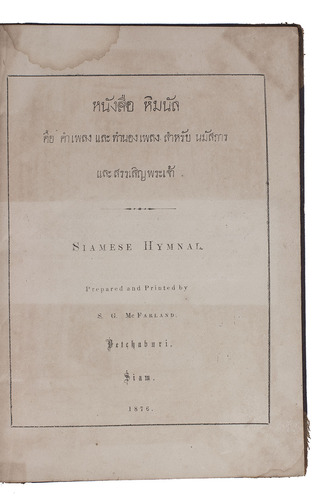 หนังสือ หิมนัล
คือ คำเพลง และ ทำนองเพลง สำหรับ นมัสการ
และ สรรเสิญพระเจ้า
SIAMESE HYMNAL.
Prepared and Printed by
S. G. McFARLAND.
Petchuburi.
Siam.
1876.